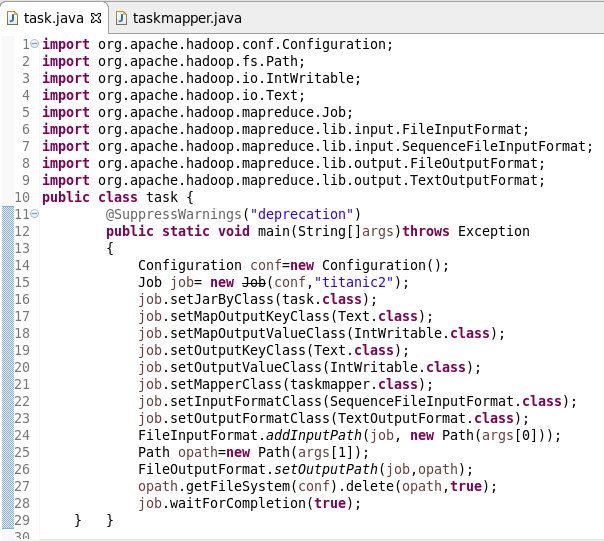 task.java taskmapper.java
1 import org.apache.hadoop.conf.Configuration;
2 import org.apache.hadoop.fs.Path;
3 import org.apache.hadoop.io.IntWritable;
4 import org.apache.hadoop.io.Text;
5 import org.apache.hadoop.mapreduce.Job;
6 import org.apache.hadoop.mapreduce.lib.input.FileInputFormat;
7 import org.apache.hadoop.mapreduce.lib.input.SequenceFileInputFormat;
8 import org.apache.hadoop.mapreduce.lib.output.FileOutputFormat;
9 import org.apache.hadoop.mapreduce.lib.output.TextOutputFormat;
10 public class task {
11         @SuppressWarnings("deprecation")
12         public static void main(String[]args)throws Exception
13         {
14             Configuration conf=new Configuration();
15             Job job= new Job(conf,"titanic2");
16             job.setJarByClass(task.class);
17             job.setMapOutputKeyClass(Text.class);
18             job.setMapOutputValueClass(IntWritable.class);
19             job.setOutputKeyClass(Text.class);
20             job.setOutputValueClass(IntWritable.class);
21             job.setMapperClass(taskmapper.class);
22             job.setInputFormatClass(SequenceFileInputFormat.class);
23             job.setOutputFormatClass(TextOutputFormat.class);
24             FileInputFormat.addInputPath(job, new Path(args[0]));
25             Path opath=new Path(args[1]);
26             FileOutputFormat.setOutputPath(job,opath);
27             opath.getFileSystem(conf).delete(opath,true);
28             job.waitForCompletion(true);
29     }   }
30